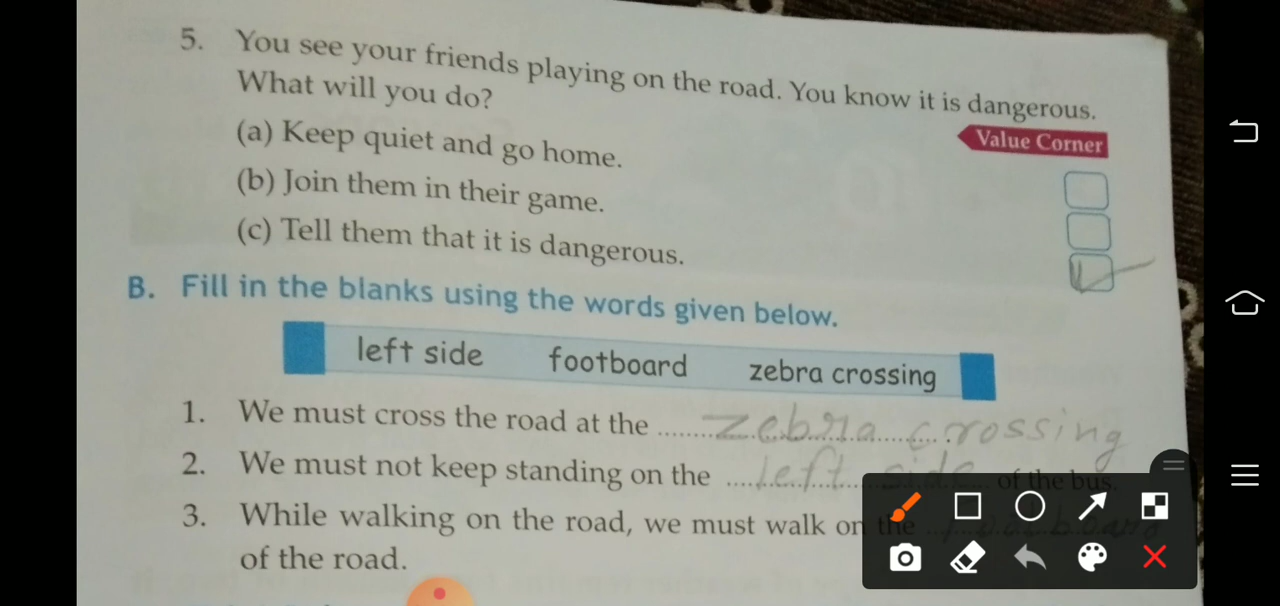 5. You see your friends playing on the road. You know it is dangerous.
What will you do?
Value Corner
(a) Keep quiet and go home.
(b) Join them in their game.
(c) Tell them that it is dangerous.
B. Fill in the blanks using the words given below.
left side footboard zebra crossing
1. We must cross the road at the zebra crossing
2. We must not keep standing on the left side of the bus.
3. While walking on the road, we must walk on the
of the road.